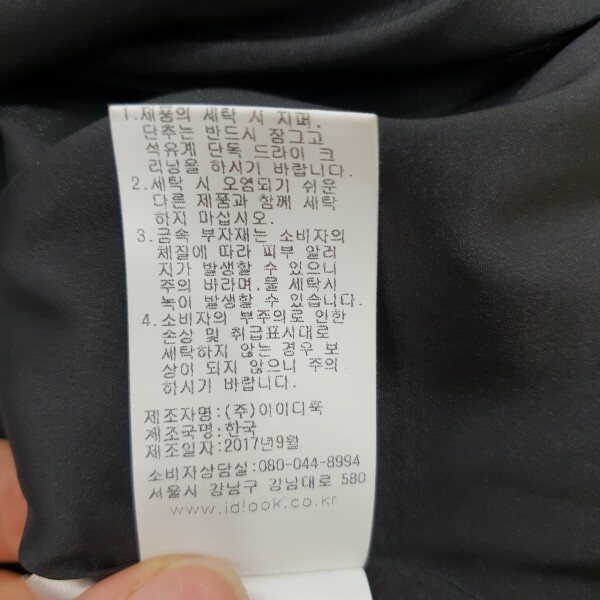 1.제품의 세탁 시 지퍼,
단추는 반드시 잠그고
석유계 단독 드라이 크
리닝을 하시기 바랍니다.
2.세탁 시 오염되기 쉬운
다른 제품과 함께 세탁
하지 마십시오.
3.금속 부자재는 소비자의
체질에 따라 피부 알러
지가 발생할 수 있으니
주의 바라며,물 세탁시
녹이 발생할 수 있습니다.
4.소비자의 부주의로 인한
손상 및 취급표시대로
세탁하지 않는 경우 보
상이 되지 않으니 주의
하시기 바랍니다.
제조자명:(주)아이디룩
제조국명:한국
제조일자:2017년9월
소비자상담실:080-044-8994
서울시 강남구 강남대로 580
www.idlook.co.kr